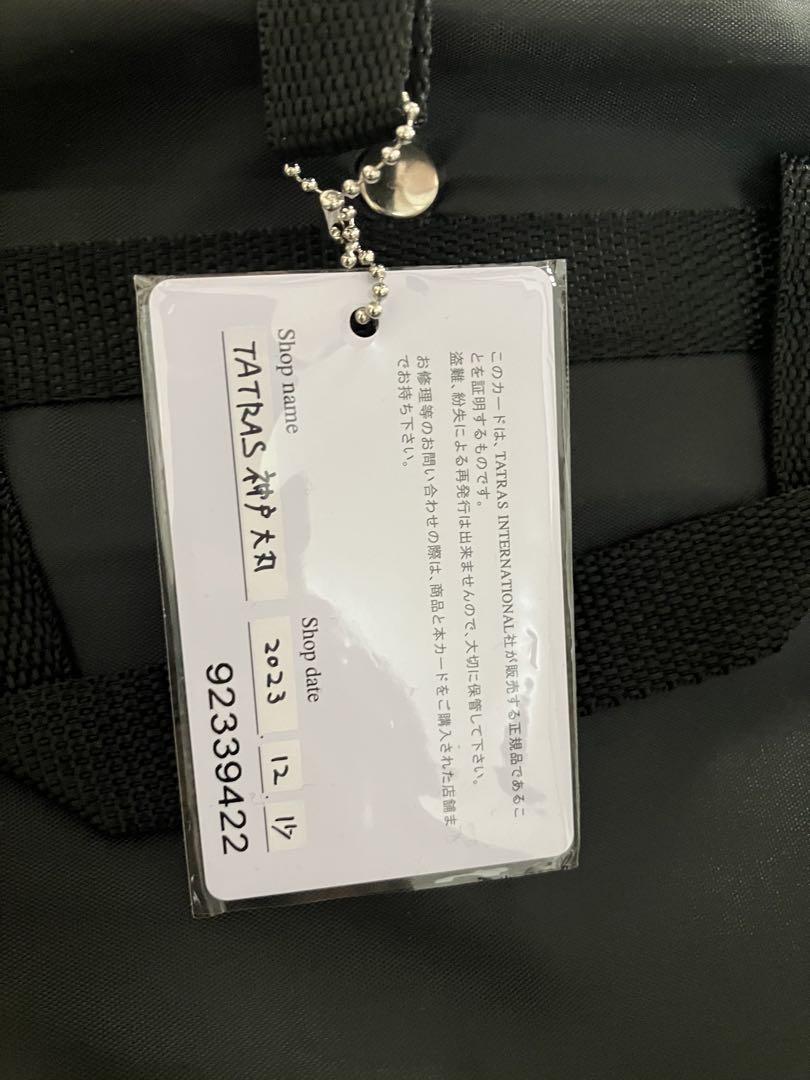 このカードは、TATRAS INTERNATIONAL社が販売する正規品であるこ
とを証明するものです。
盗難、紛失による再発行は出来ませんので、大切に保管して下さい。
お修理等のお問い合わせの際は、商品と本カードをご購入された店舗ま
でお持ち下さい。
Shop name
TATRAS 神戸大丸
Shop date
2023. 12.
92339422